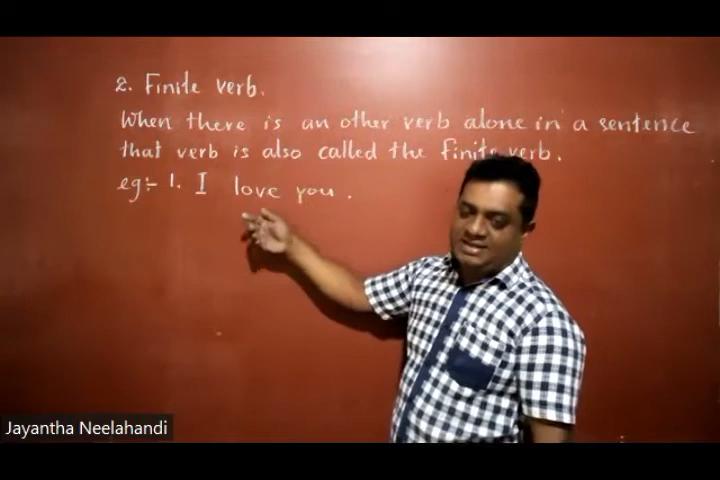 2. Finite verb.
When there is an other verb alone in a sentence
that verb is also called the finite verb.
eg:- 1. I love you.
Jayantha Neelahandi